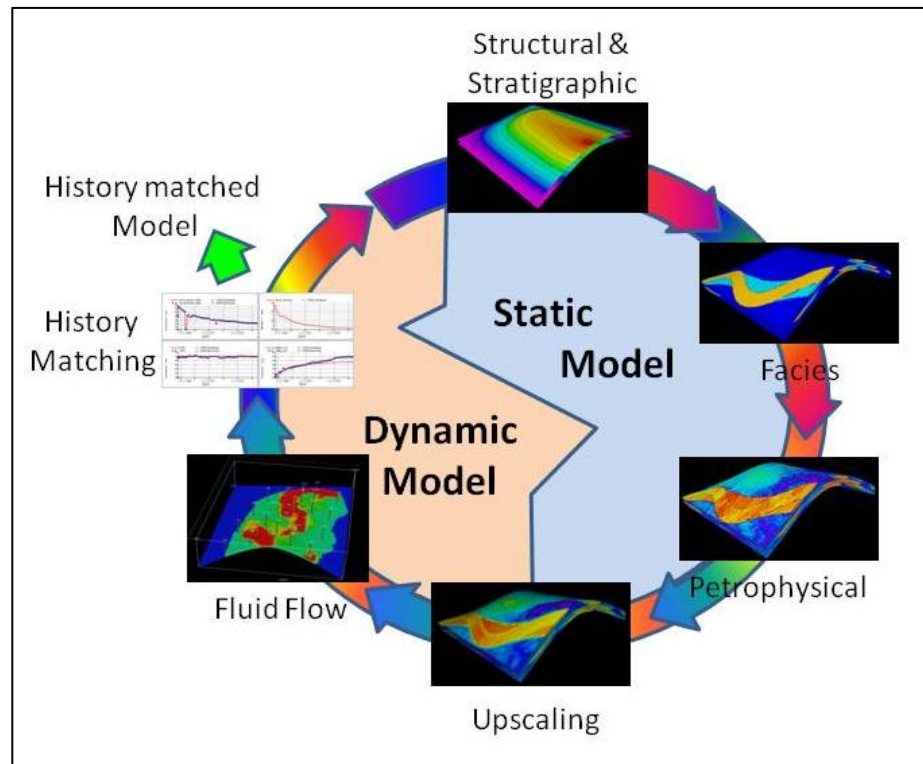 Structural &
Stratigraphic
History matched
Model
Static
Model
Facies
History
Matching
Dynamic
Model
Petrophysical
Fluid Flow
Upscaling